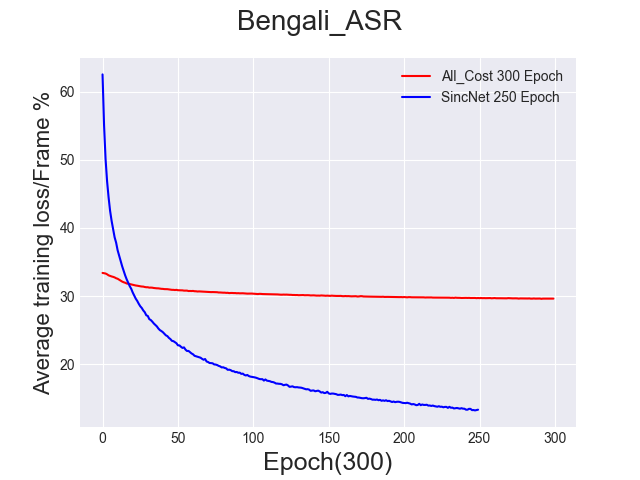 Bengali_ASR
All_Cost 300 Epoch
SincNet 250 Epoch
Average training loss/Frame %
60
50
40
30
20
0
50
100
150
200
250
300
Epoch(300)